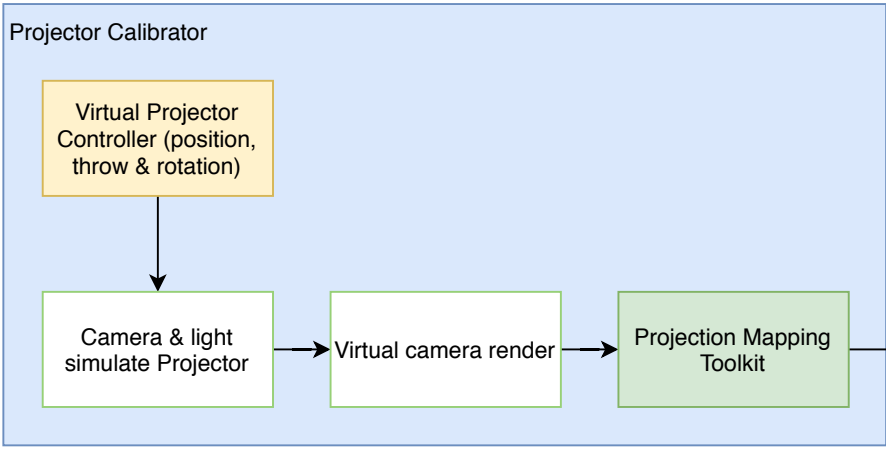 Projector Calibrator
Virtual Projector
Controller (position,
throw & rotation)
Camera & light
simulate Projector
Virtual camera render
Projection Mapping
Toolkit